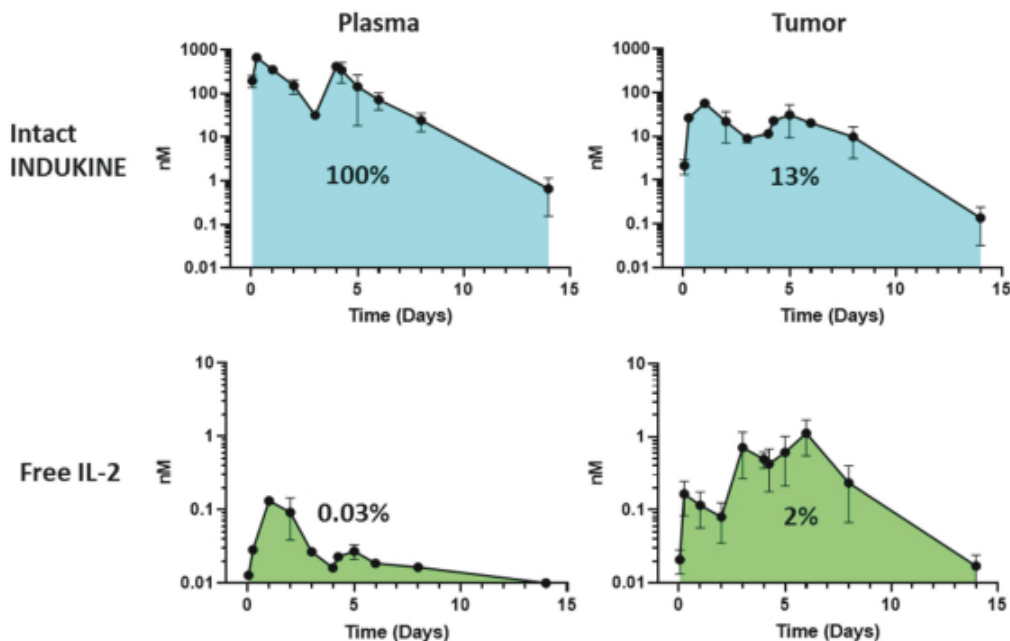 Plasma
Tumor
Intact
INDUKINE
nM
1000
100
10
1
0.1
0.01
100%
0 5 10 15
Time (Days)
nM
1000
100
10
1
0.1
0.01
13%
0 5 10 15
Time (Days)
Free IL-2
nM
10
1
0.1
0.01
0.03%
0 5 10 15
Time (Days)
nM
10
1
0.1
0.01
2%
0 5 10 15
Time (Days)